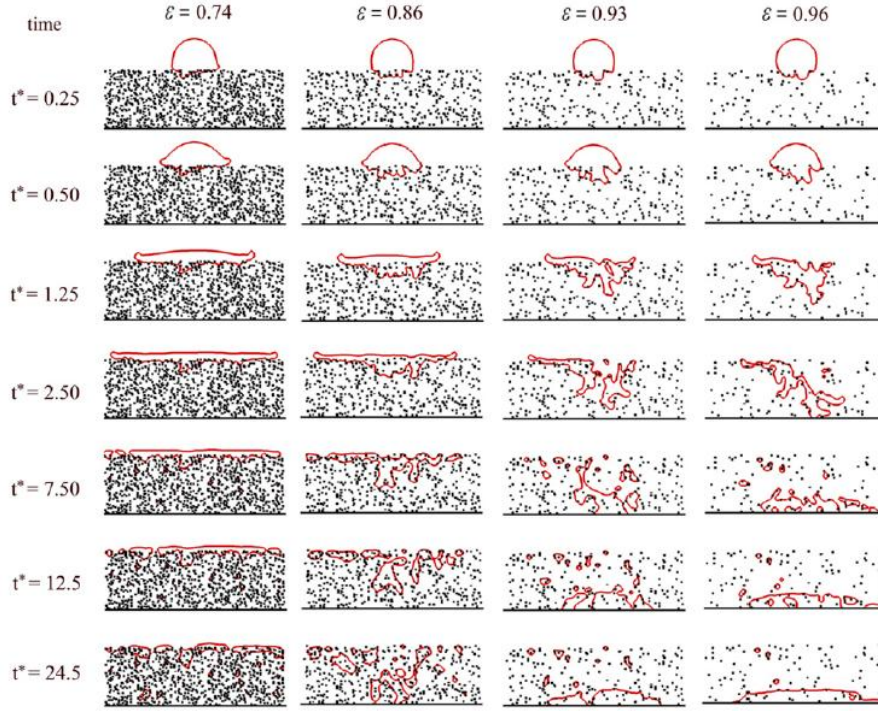 time ε = 0.74 ε = 0.86 ε = 0.93 ε = 0.96
t* = 0.25
t* = 0.50
t* = 1.25
t* = 2.50
t* = 7.50
t* = 12.5
t* = 24.5